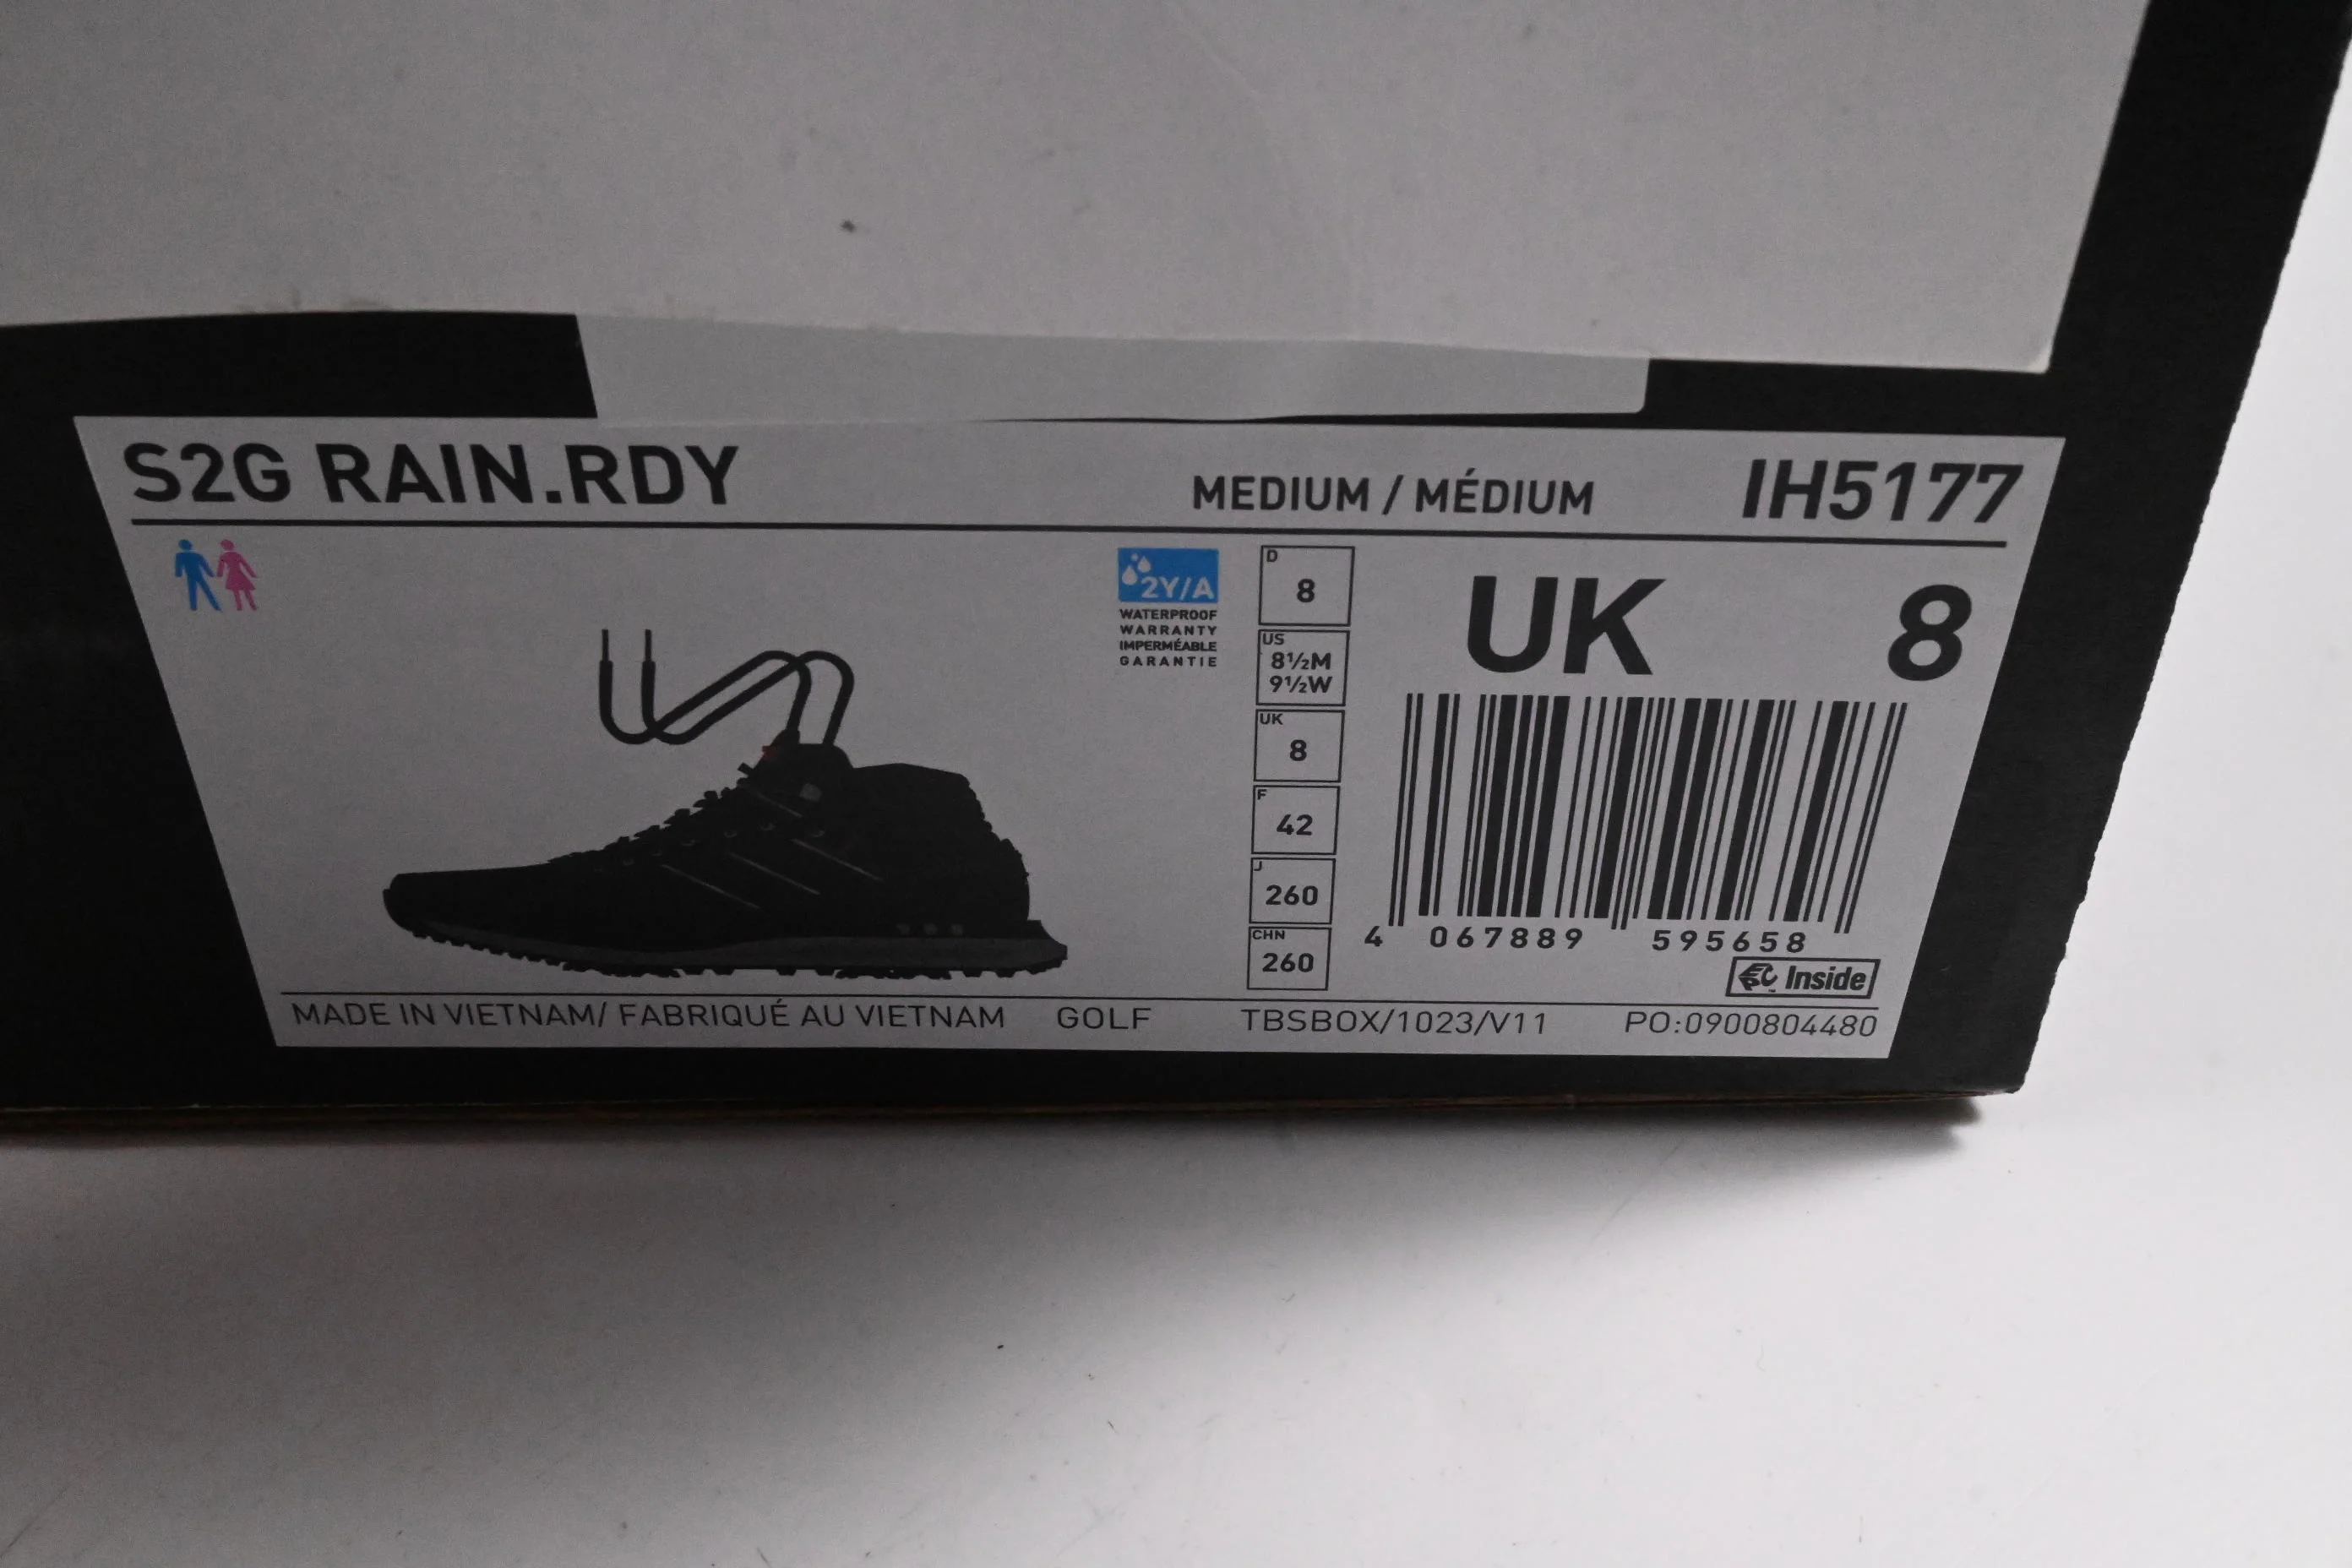 S2G RAIN.RDY
MEDIUM / MÉDIUM
IH5177
2Y/A
WATERPROOF
WARRANTY
IMPERMÉABLE
GARANTIE
D
8
US
8½M
9½W
UK
8
F
42
J
260
CHN
260
UK 8
4 067889 595658
EPC Inside
MADE IN VIETNAM/ FABRIQUÉ AU VIETNAM GOLF TBSBOX/1023/V11 PO:0900804480